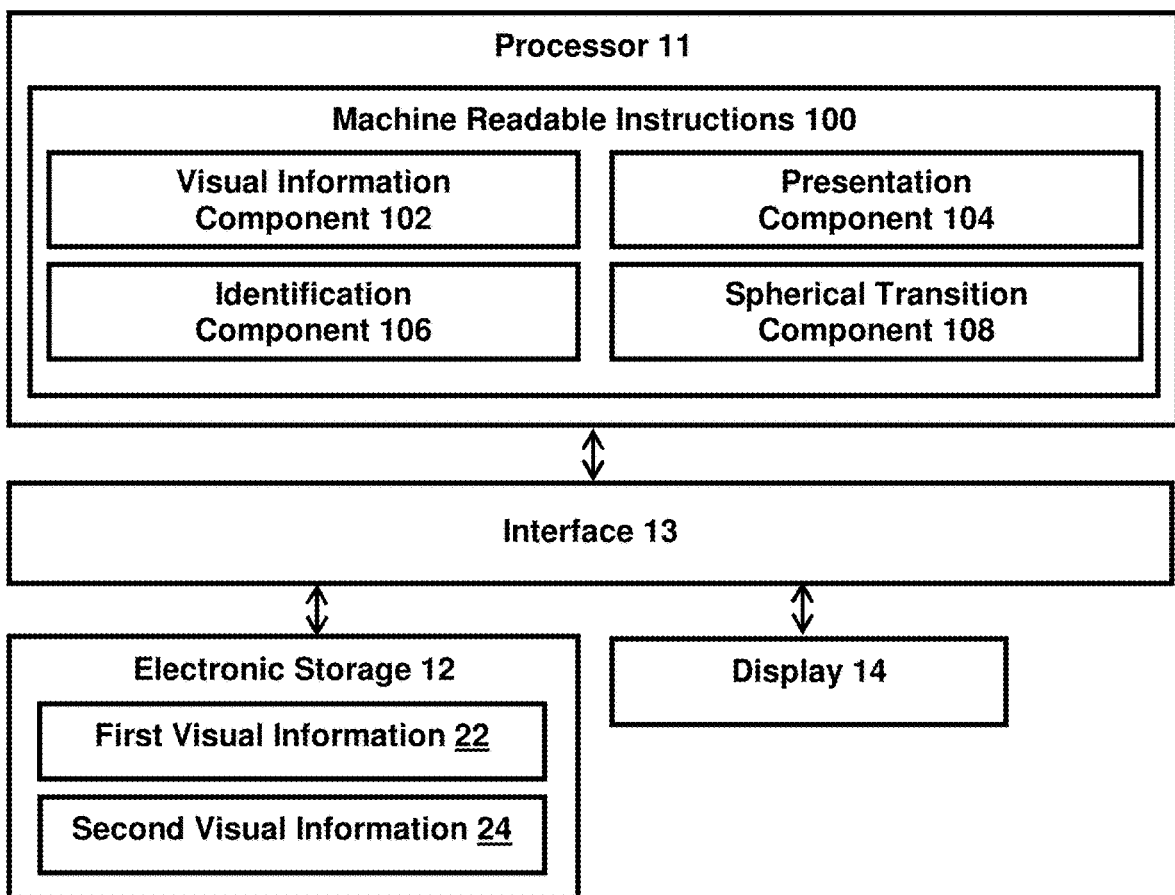 Processor 11
Machine Readable Instructions 100
Visual Information
Component 102
Presentation
Component 104
Identification
Component 106
Spherical Transition
Component 108
Interface 13
Electronic Storage 12
First Visual Information 22
Second Visual Information 24
Display 14